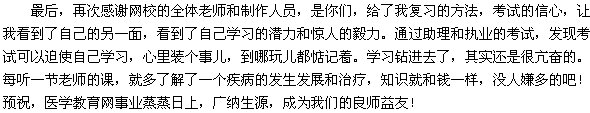 最后，再次感谢网校的全体老师和制作人员，是你们，给了我复习的方法，考试的信心，让
我看到了自己的另一面，看到了自己学习的潜力和惊人的毅力。通过助理和执业的考试，发现考
试可以迫使自己学习，心里装个事儿，到哪玩儿都惦记着。学习钻进去了，其实还是很亢奋的。
每听一节老师的课，就多了解了一个疾病的发生发展和治疗，知识就和钱一样，没人嫌多的吧！
预祝，医学教育网事业蒸蒸日上，广纳生源，成为我们的良师益友！